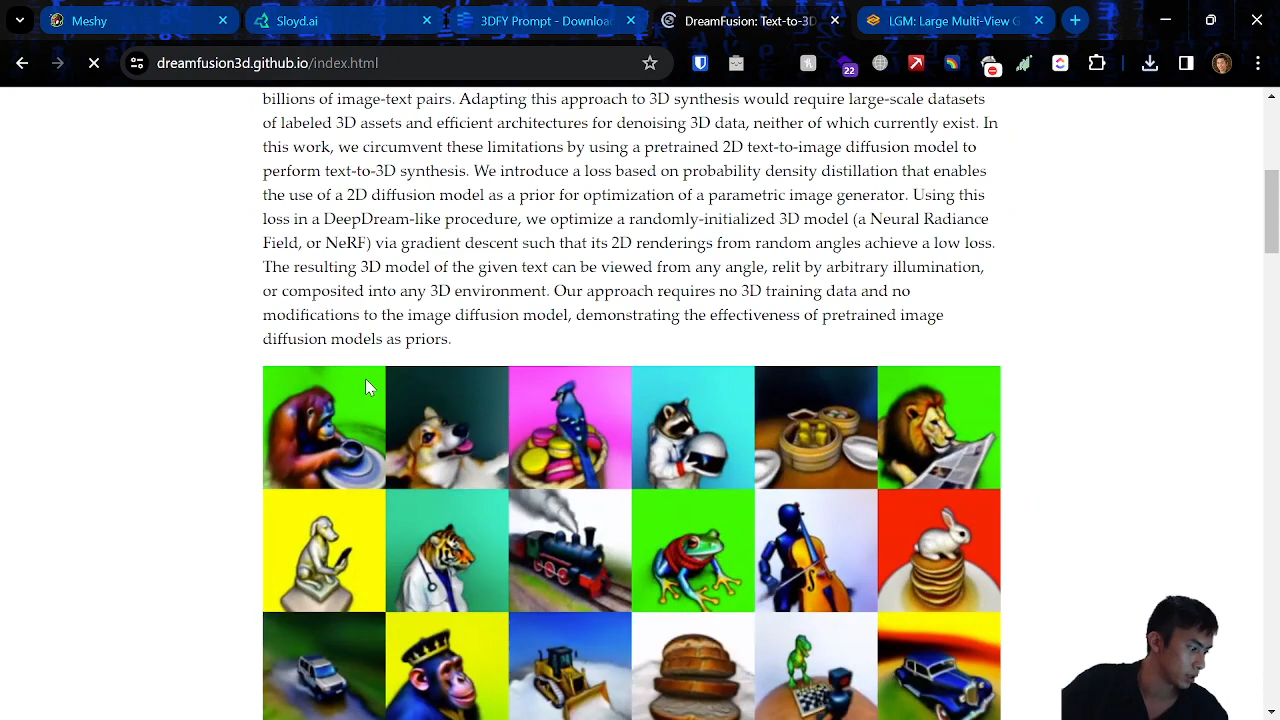 Meshy
Sloyd.ai
3DFY Prompt - Downloa
DreamFusion: Text-to-3D
LGM: Large Multi-View G
dreamfusion3d.github.io/index.html
22
billions of image-text pairs. Adapting this approach to 3D synthesis would require large-scale datasets
of labeled 3D assets and efficient architectures for denoising 3D data, neither of which currently exist. In
this work, we circumvent these limitations by using a pretrained 2D text-to-image diffusion model to
perform text-to-3D synthesis. We introduce a loss based on probability density distillation that enables
the use of a 2D diffusion model as a prior for optimization of a parametric image generator. Using this
loss in a DeepDream-like procedure, we optimize a randomly-initialized 3D model (a Neural Radiance
Field, or NeRF) via gradient descent such that its 2D renderings from random angles achieve a low loss.
The resulting 3D model of the given text can be viewed from any angle, relit by arbitrary illumination,
or composited into any 3D environment. Our approach requires no 3D training data and no
modifications to the image diffusion model, demonstrating the effectiveness of pretrained image
diffusion models as priors.